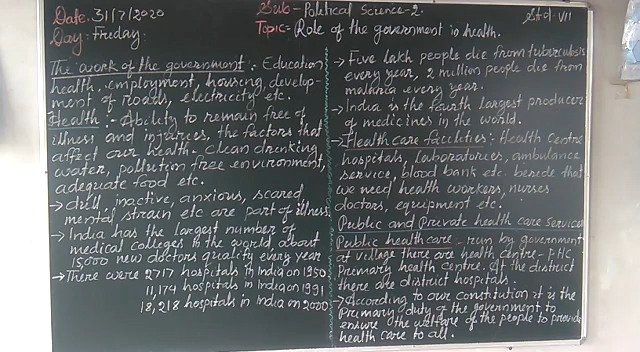 Date: 31/7/2020
Day: Friday.
Sub - Political Science - 2.
Topic - Role of the government in health.
Std - VII
The work of the government : Education
health, employment, housing, develop-
ment of roads, electricity etc.
Health :- Ability to remain free of
illness and injuries, the factors that
affect our health. clean drinking
water, pollution free environment,
adequate food etc.
→ dull, inactive, anxious, scared
mental strain etc are part of illness.
→ India has the largest number of
medical colleges in the world, about
15,000 new doctors qualify every year
→ There were 2717 hospitals in India on 1950
11,174 hospitals in India on 1991
18,218 hospitals in India on 2000
→ Five lakh people die from tuberculosis
every year, 2 million people die from
malaria every year.
→ India is the fourth largest producer
of medicines in the world.
→ Health care facilities : Health Centre
hospitals, laboratories, ambulance
service, blood bank etc. beside that
we need health workers, nurses
doctors, equipment etc.
Public and Private health care service
Public health care - run by government
at village there are health centre - P.H.C
Primary health centre. At the district
there are district hospitals.
→ According to our constitution it is the
Primary duty of the government to
ensure the welfare of the people to provide
health care to all.